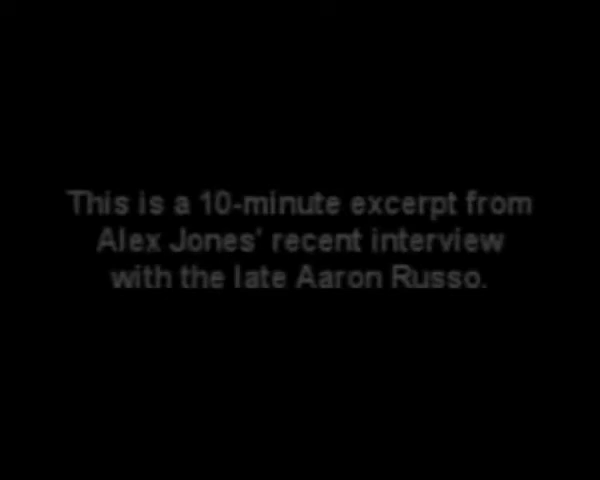 This is a 10-minute excerpt from
Alex Jones' recent interview
with the late Aaron Russo.